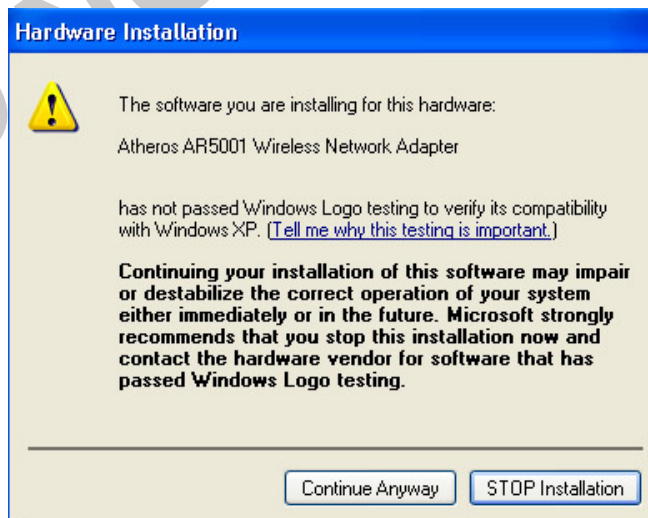 Hardware Installation
The software you are installing for this hardware:
Atheros AR5001 Wireless Network Adapter
has not passed Windows Logo testing to verify its compatibility
with Windows XP. (Tell me why this testing is important.)
Continuing your installation of this software may impair
or destabilize the correct operation of your system
either immediately or in the future. Microsoft strongly
recommends that you stop this installation now and
contact the hardware vendor for software that has
passed Windows Logo testing.
Continue Anyway
STOP Installation